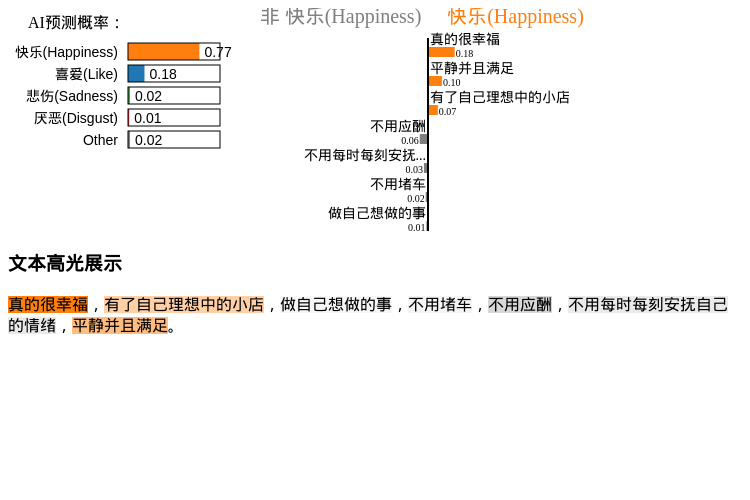 AI预测概率：
快乐(Happiness) 0.77
喜爱(Like) 0.18
悲伤(Sadness) 0.02
厌恶(Disgust) 0.01
Other 0.02
非 快乐(Happiness) 快乐(Happiness)
真的很幸福
0.18
平静并且满足
0.10
有了自己理想中的小店
0.07
不用应酬
0.06
不用每时每刻安抚...
0.03
不用堵车
0.02
做自己想做的事
0.01
文本高光展示
真的很幸福，有了自己理想中的小店，做自己想做的事，不用堵车，不用应酬，不用每时每刻安抚自己
的情绪，平静并且满足。